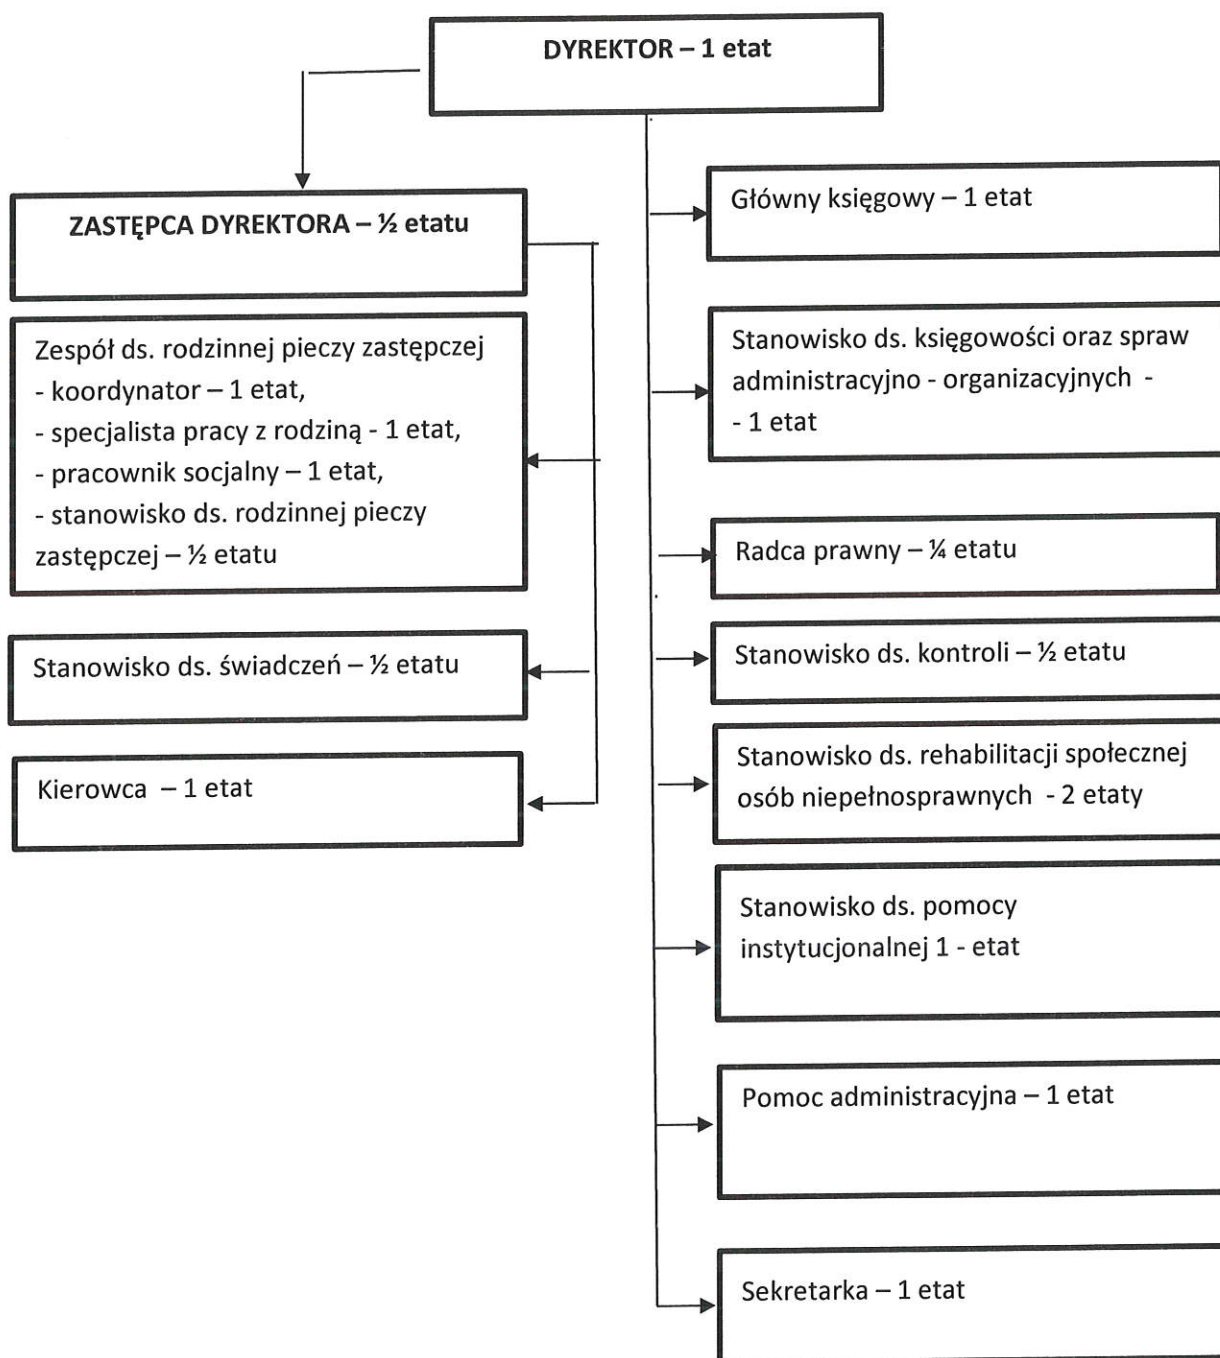 DYREKTOR – 1 etat
ZASTĘPCA DYREKTORA – ½ etatu
Zespół ds. rodzinnej pieczy zastępczej
- koordynator – 1 etat,
- specjalista pracy z rodziną - 1 etat,
- pracownik socjalny – 1 etat,
- stanowisko ds. rodzinnej pieczy
zastępczej – ½ etatu
Stanowisko ds. świadczeń – ½ etatu
Kierowca – 1 etat
Główny księgowy – 1 etat
Stanowisko ds. księgowości oraz spraw
administracyjno - organizacyjnych -
- 1 etat
Radca prawny – ¼ etatu
Stanowisko ds. kontroli – ½ etatu
Stanowisko ds. rehabilitacji społecznej
osób niepełnosprawnych - 2 etaty
Stanowisko ds. pomocy
instytucjonalnej 1 - etat
Pomoc administracyjna – 1 etat
Sekretarka – 1 etat